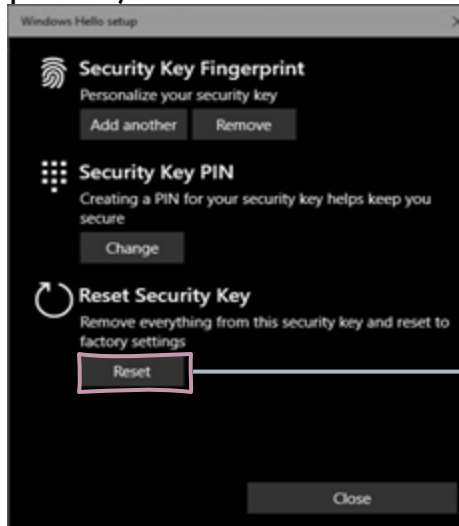 Windows Hello setup
Security Key Fingerprint
Personalize your security key
Add another Remove
Security Key PIN
Creating a PIN for your security key helps keep you
secure
Change
Reset Security Key
Remove everything from this security key and reset to
factory settings
Reset
Close